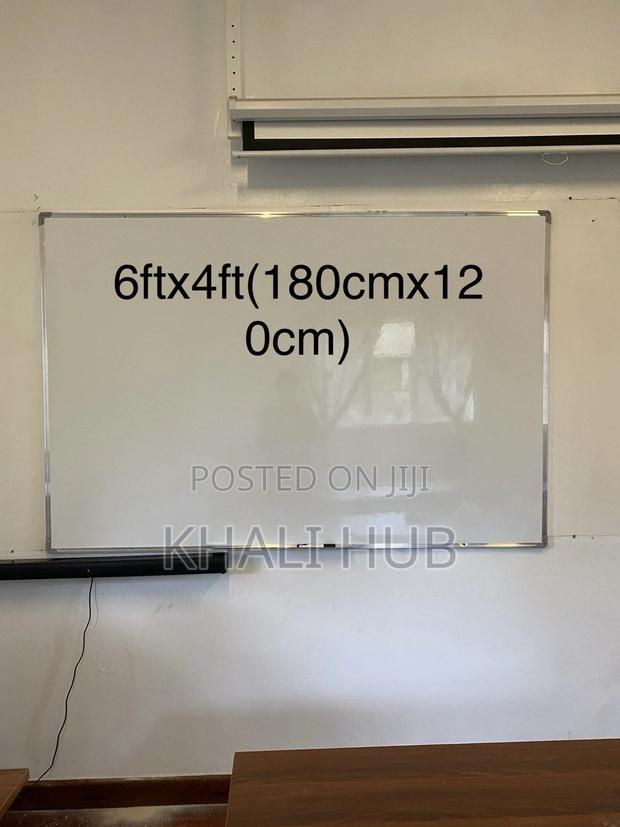 6ftx4ft(180cmx12
0cm)
POSTED ON JIJI
KHALI HUB